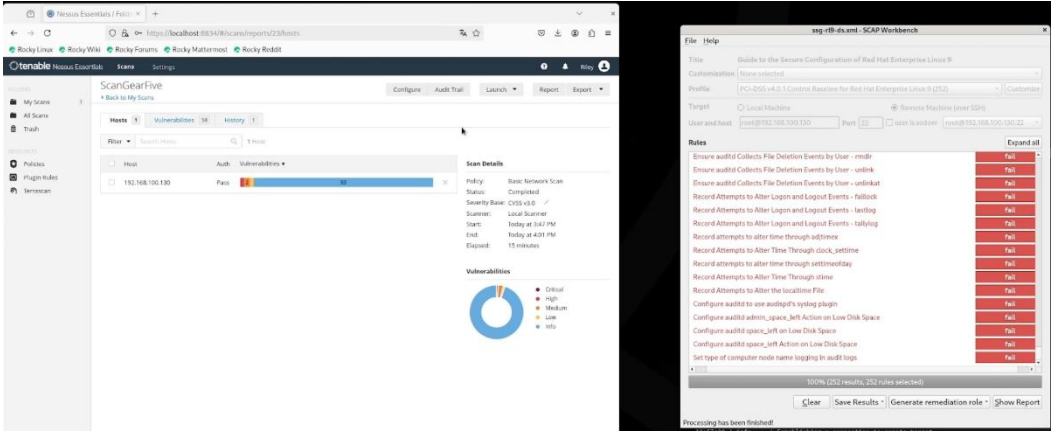 Nessus Essentials / Folde
https://localhost:8834/#/scans/reports/23/hosts
Rocky Linux Rocky Wiki Rocky Forums Rocky Mattermost Rocky Reddit
tenable Nessus Essentials Scans Settings Riley
FOLDERS
My Scans 1
All Scans
Trash
RESOURCES
Policies
Plugin Rules
Terrascan
ScanGearFive
Back to My Scans
Configure Audit Trail Launch Report Export
Hosts 1 Vulnerabilities 58 History 1
Filter Search Hosts 1 Host
Host Auth Vulnerabilities
192.168.100.130 Pass
Scan Details
Policy: Basic Network Scan
Status: Completed
Severity Base: CVSS v3.0
Scanner: Local Scanner
Start: Today at 3:47 PM
End: Today at 4:01 PM
Elapsed: 15 minutes
Vulnerabilities
Critical
High
Medium
Low
Info
ssg-rl9-ds.xml - SCAP Workbench
File Help
Title Guide to the Secure Configuration of Red Hat Enterprise Linux 9
Customization None selected
Profile PCI-DSS v4.0.1 Control Baseline for Red Hat Enterprise Linux 9 (252) Customize
Target Local Machine Remote Machine (over SSH)
User and host root@192.168.100.130 Port 22 user is sudoer root@192.168.100.130:22
Rules Expand all
Ensure auditd Collects File Deletion Events by User - rmdir fail
Ensure auditd Collects File Deletion Events by User - unlink fail
Ensure auditd Collects File Deletion Events by User - unlinkat fail
Record Attempts to Alter Logon and Logout Events - faillock fail
Record Attempts to Alter Logon and Logout Events - lastlog fail
Record Attempts to Alter Logon and Logout Events - tallylog fail
Record attempts to alter time through adjtimex fail
Record Attempts to Alter Time Through clock_settime fail
Record attempts to alter time through settimeofday fail
Record Attempts to Alter Time Through stime fail
Record Attempts to Alter the localtime File fail
Configure auditd to use audispd's syslog plugin fail
Configure auditd admin_space_left Action on Low Disk Space fail
Configure auditd space_left on Low Disk Space fail
Configure auditd space_left Action on Low Disk Space fail
Set type of computer node name logging in audit logs fail
100% (252 results, 252 rules selected)
Clear Save Results Generate remediation role Show Report
Processing has been finished!